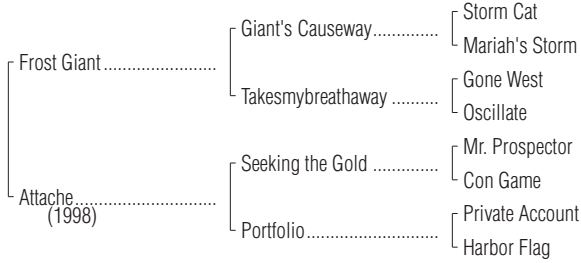 Storm Cat
Giant's Causeway..............
Mariah's Storm
Frost Giant ........................
Gone West
Takesmybreathaway ..........
Oscillate
Mr. Prospector
Seeking the Gold ..............
Con Game
Attache..............................
(1998)
Private Account
Portfolio............................
Harbor Flag